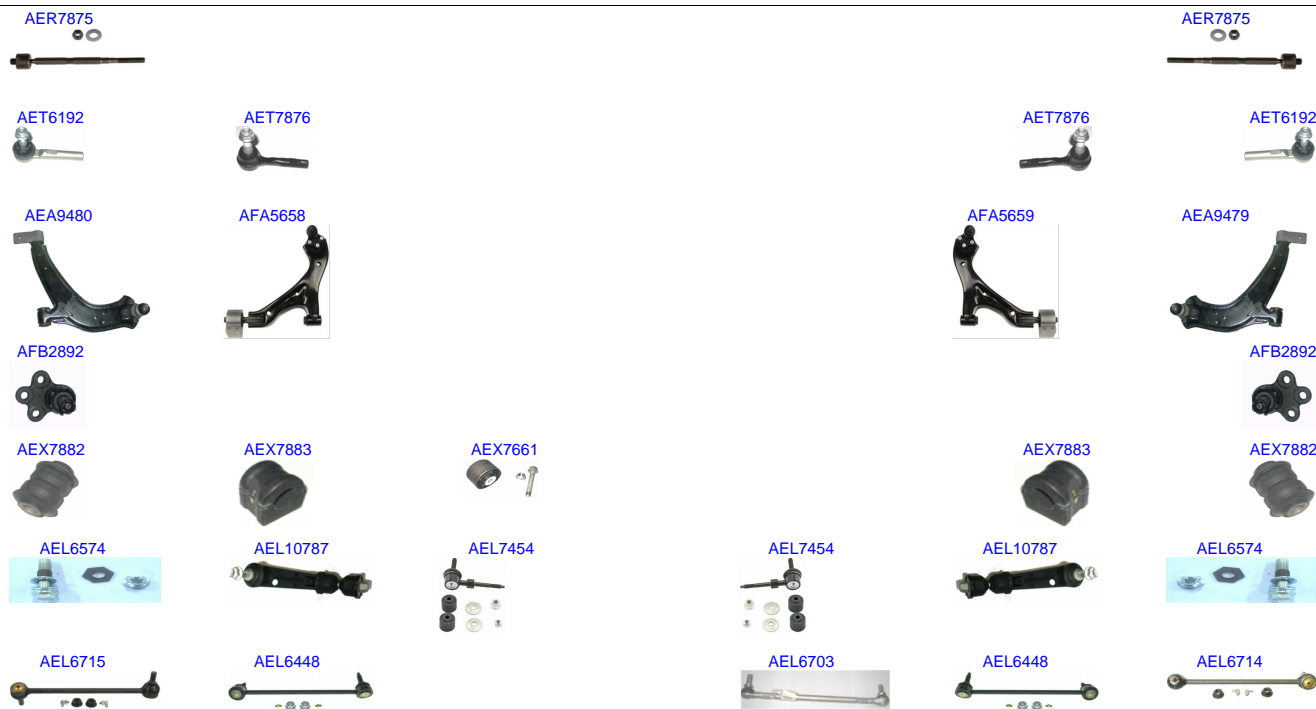 AER7875 AER7875
AET6192 AET7876 AET7876 AET6192
AEA9480 AFA5658 AFA5659 AEA9479
AFB2892 AFB2892
AEX7882 AEX7883 AEX7661 AEX7883 AEX7882
AEL6574 AEL10787 AEL7454 AEL7454 AEL10787 AEL6574
AEL6715 AEL6448 AEL6703 AEL6448 AEL6714